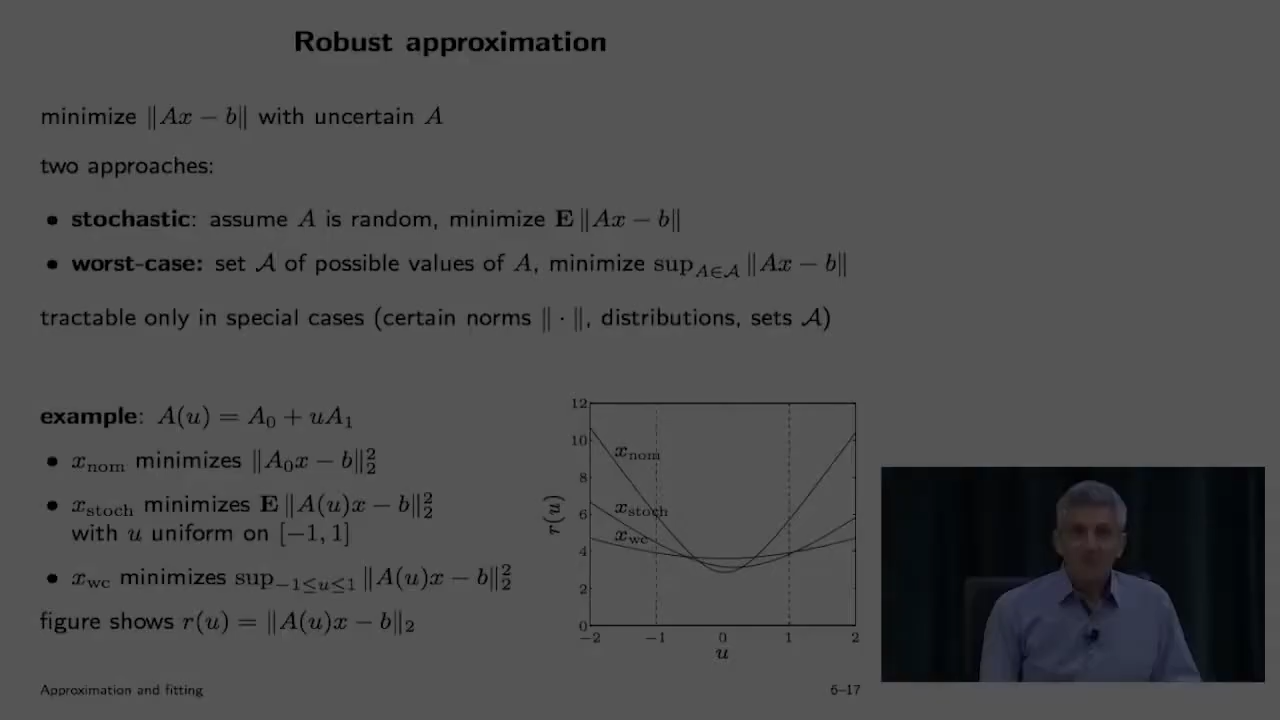 Robust approximation
minimize ‖Ax − b‖ with uncertain A
two approaches:
• stochastic: assume A is random, minimize E ‖Ax − b‖
• worst-case: set 𝒜 of possible values of A, minimize sup_{A∈𝒜} ‖Ax − b‖
tractable only in special cases (certain norms ‖ · ‖, distributions, sets 𝒜)
example: A(u) = A₀ + uA₁
• x_nom minimizes ‖A₀x − b‖₂²
• x_stoch minimizes E ‖A(u)x − b‖₂²
with u uniform on [−1, 1]
• x_wc minimizes sup_{−1≤u≤1} ‖A(u)x − b‖₂²
figure shows r(u) = ‖A(u)x − b‖₂
12
10
8
6
4
2
0
r(u)
x_nom
x_stoch
x_wc
−2 −1 0 1 2
u
Approximation and fitting 6–17